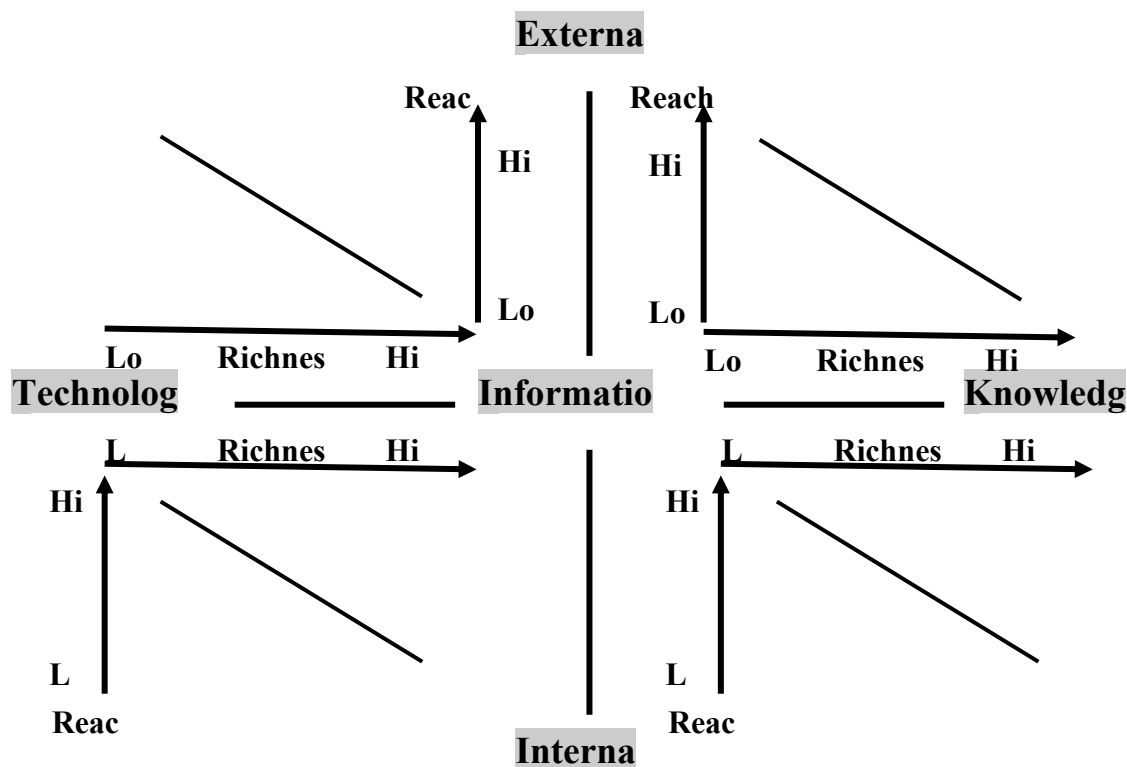 Externa
Reac Reach
Hi Hi
Lo Lo
Lo Richnes Hi Lo Richnes Hi
Technolog Informatio Knowledg
L Richnes Hi L Richnes Hi
Hi Hi
L L
Reac Reac
Interna